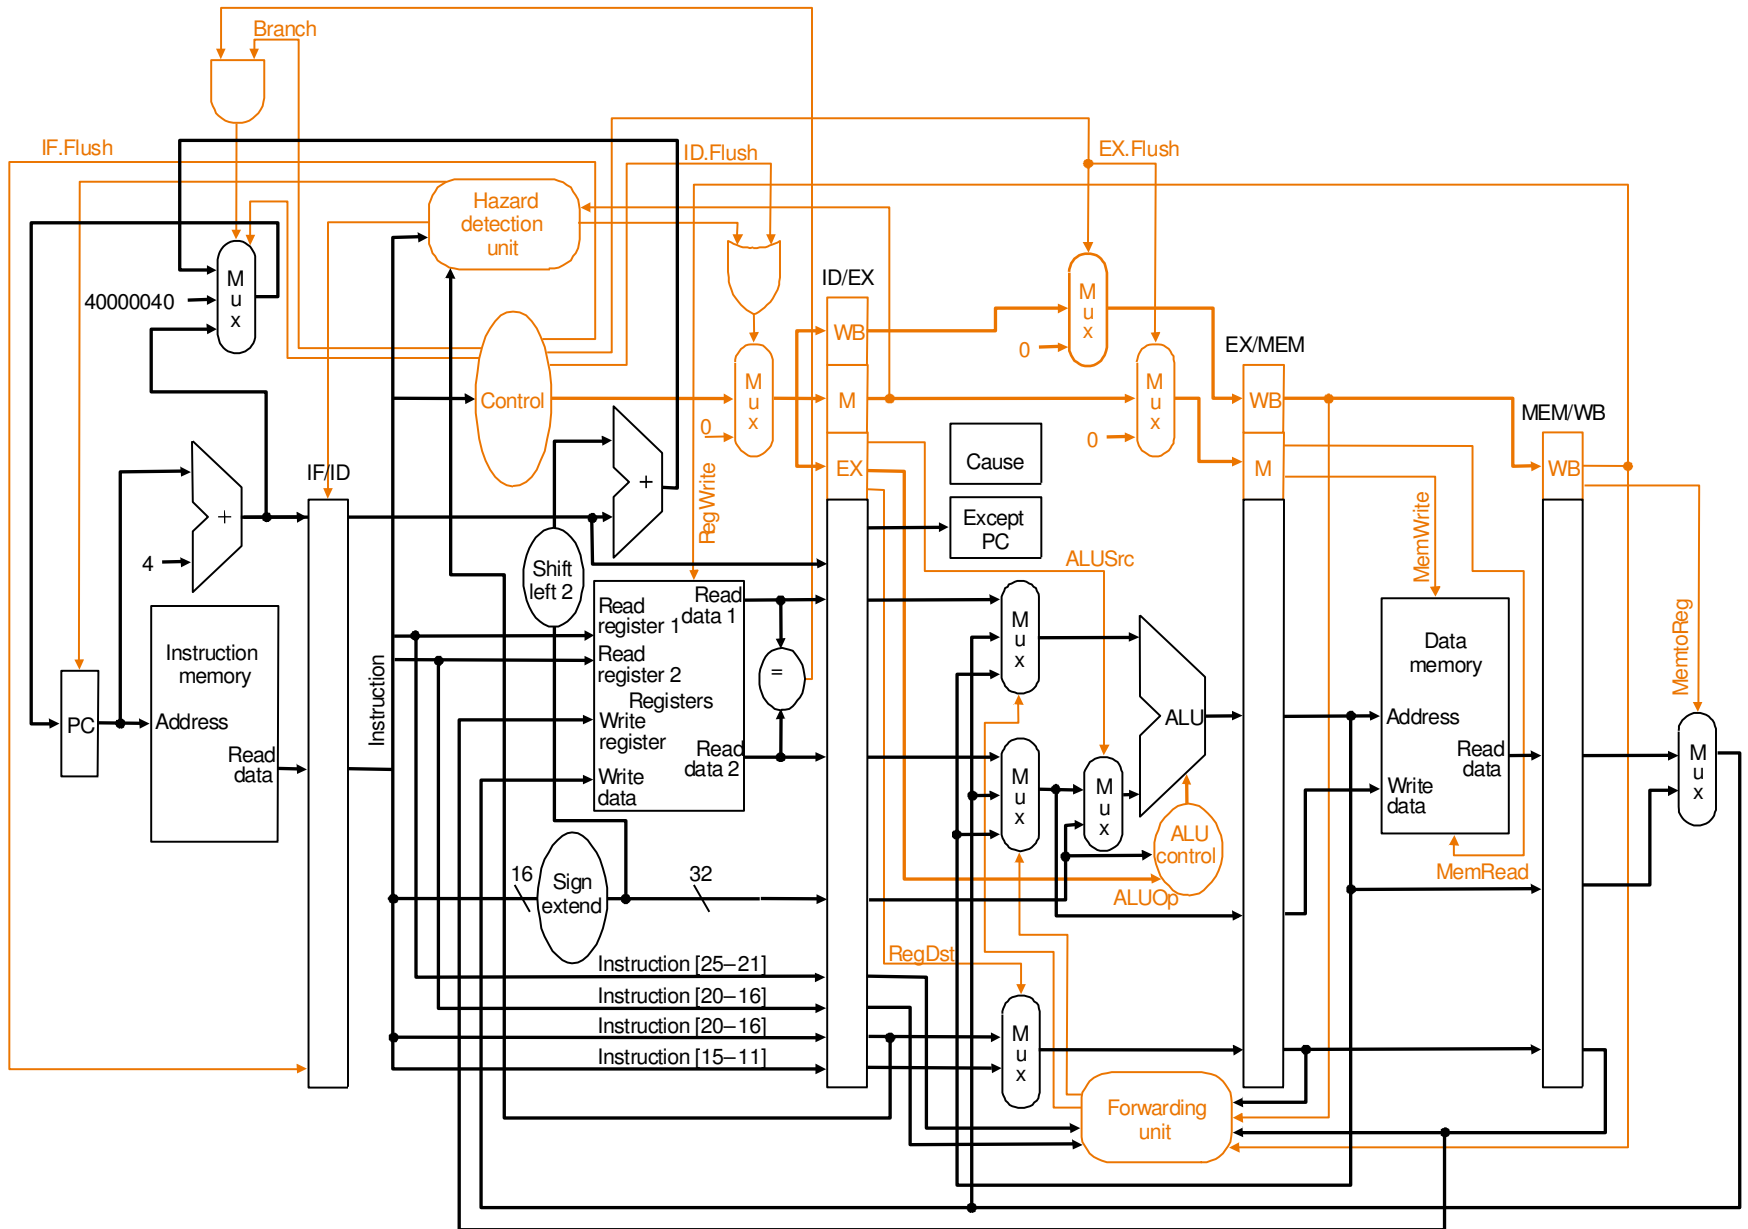 Branch
IF.Flush
ID.Flush
EX.Flush
Hazard
detection
unit
M
u
x
40000040
ID/EX
WB
M
u
x
0
EX/MEM
Control
M
u
x
0
M
M
u
x
0
WB
MEM/WB
IF/ID
+
4
+
RegWrite
EX
Cause
Except
PC
M
WB
MemWrite
MemtoReg
Shift
left 2
ALUSrc
Instruction
memory
Address
Read
data
PC
Instruction
Read
register 1
Read
data 1
Read
register 2
Registers
Write
register
Read
data 2
Write
data
=
M
u
x
M
u
x
M
u
x
ALU
ALU
control
ALUOp
Data
memory
Address
Read
data
Write
data
MemRead
M
u
x
16
Sign
extend
32
RegDst
Instruction [25–21]
Instruction [20–16]
Instruction [20–16]
Instruction [15–11]
M
u
x
Forwarding
unit